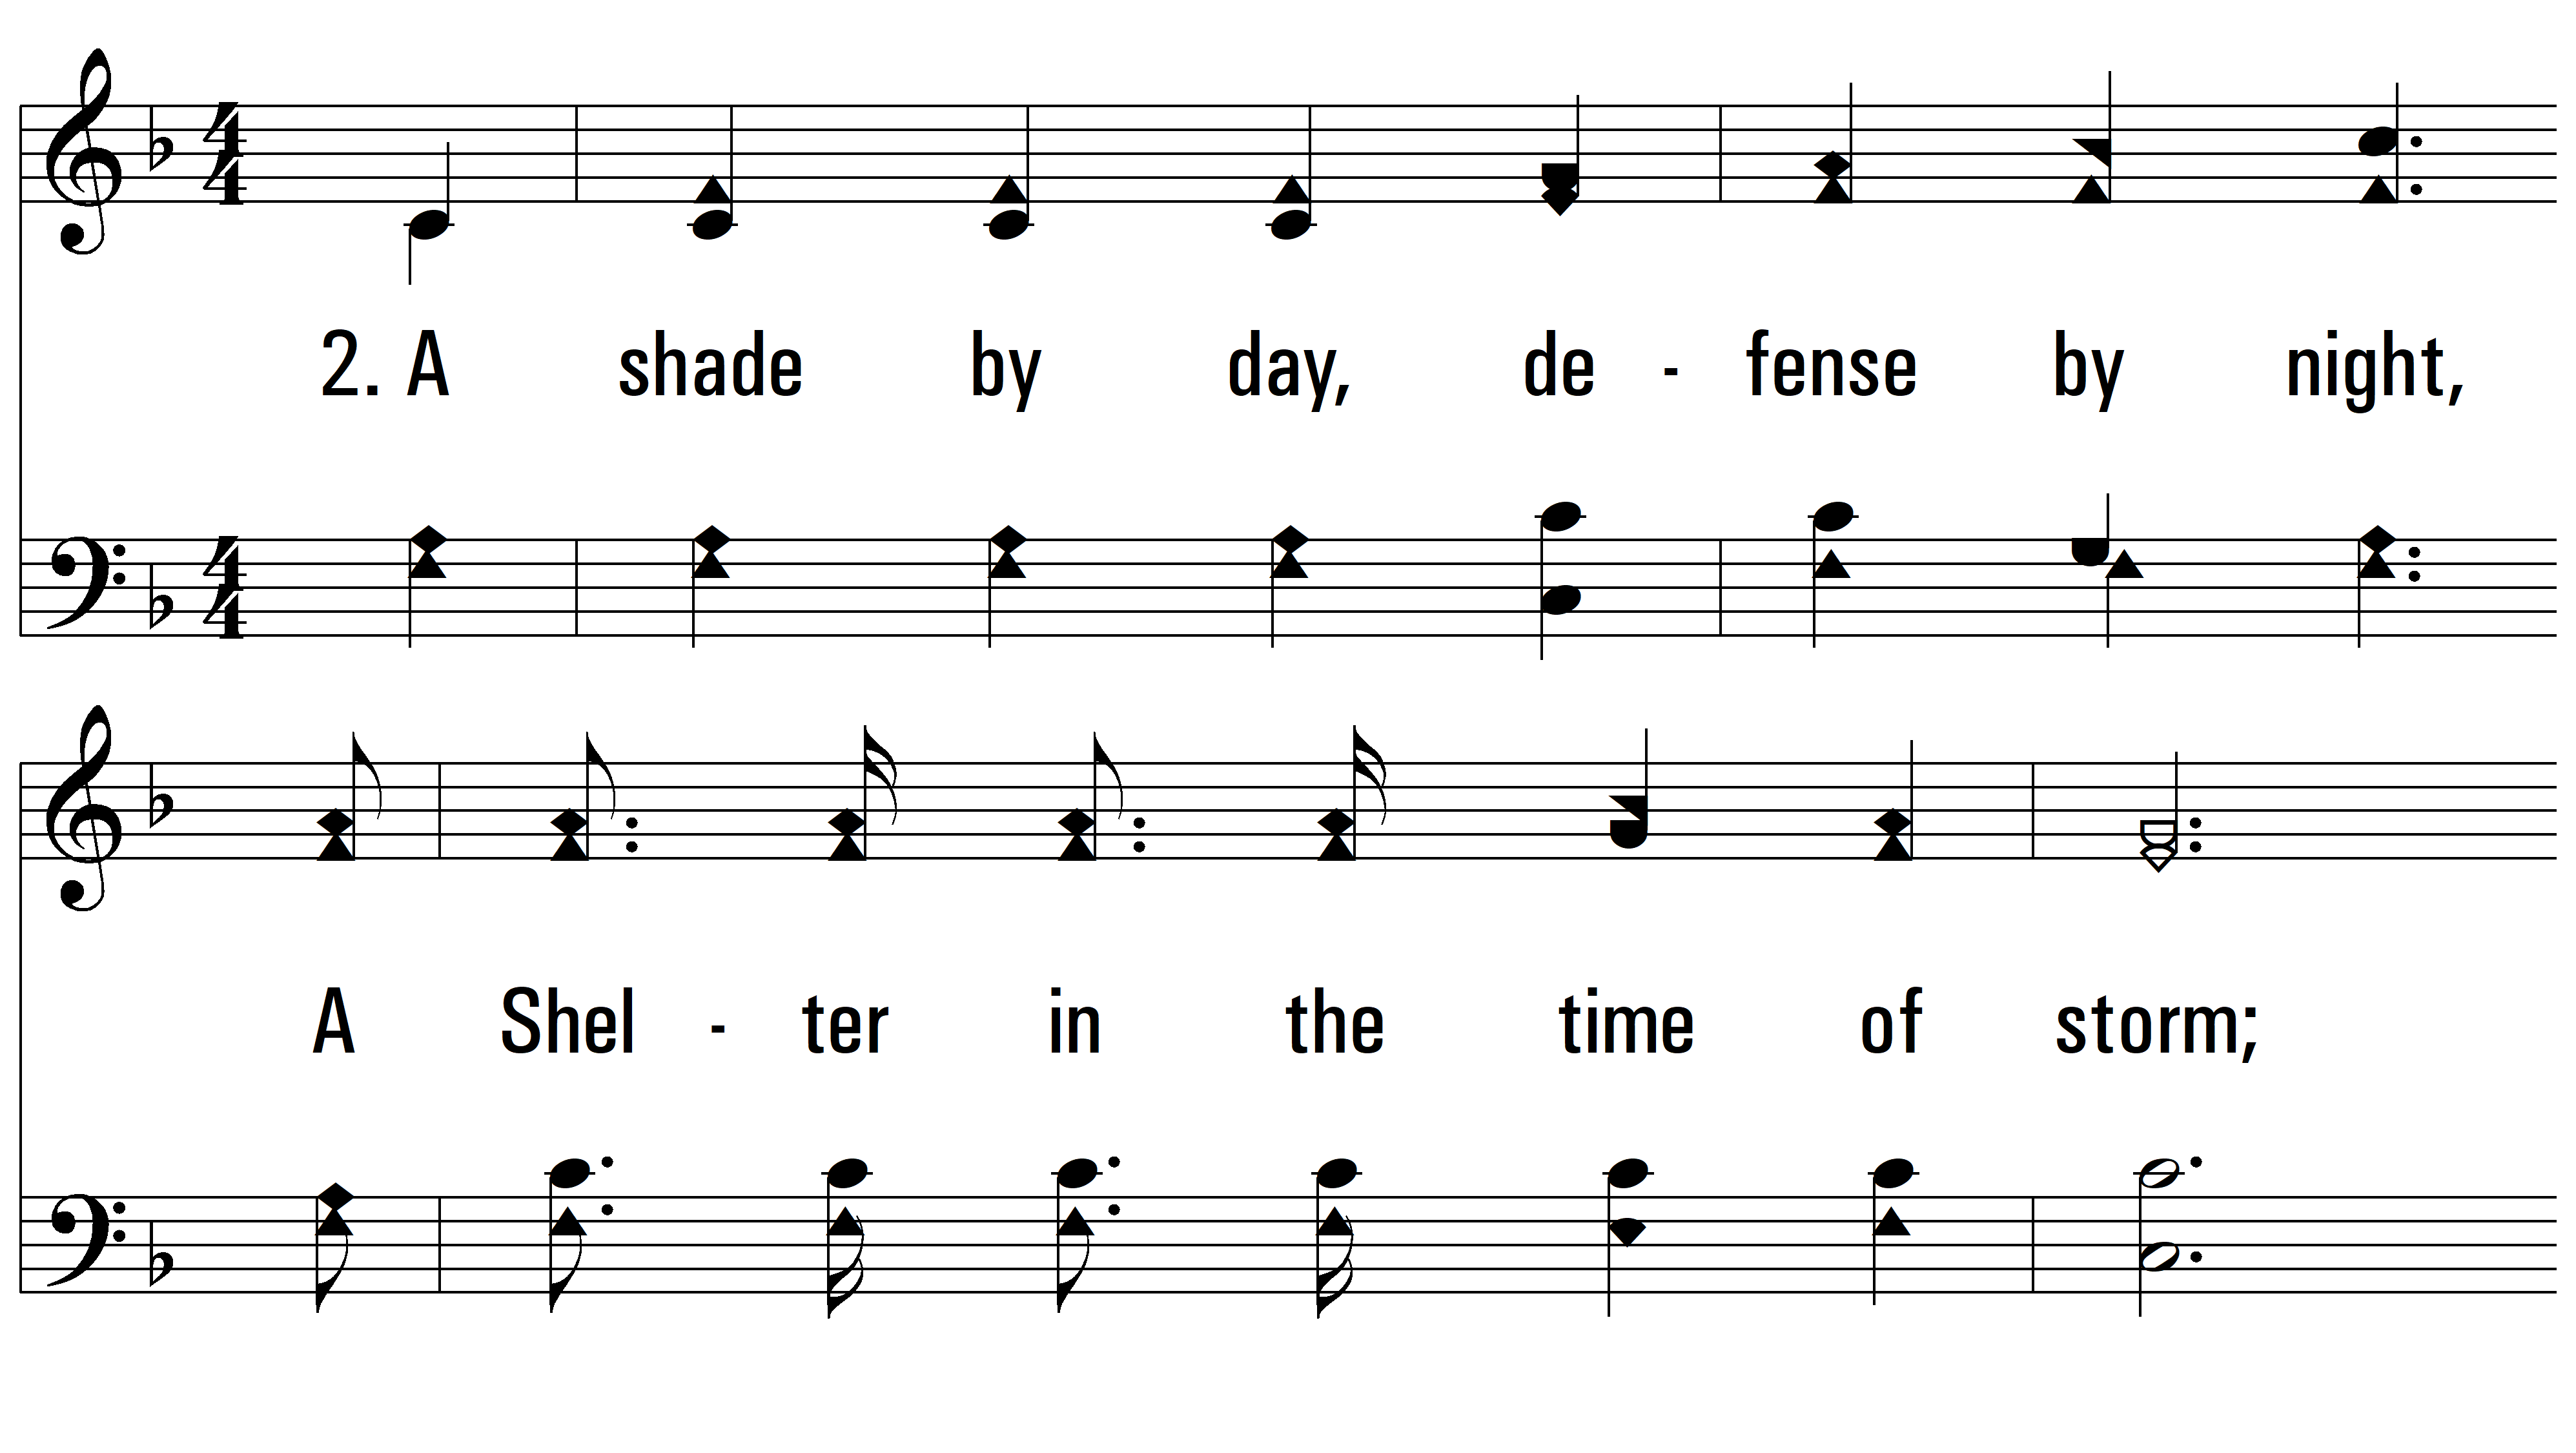 2. A shade by day, de - fense by night,
A Shel - ter in the time of storm;